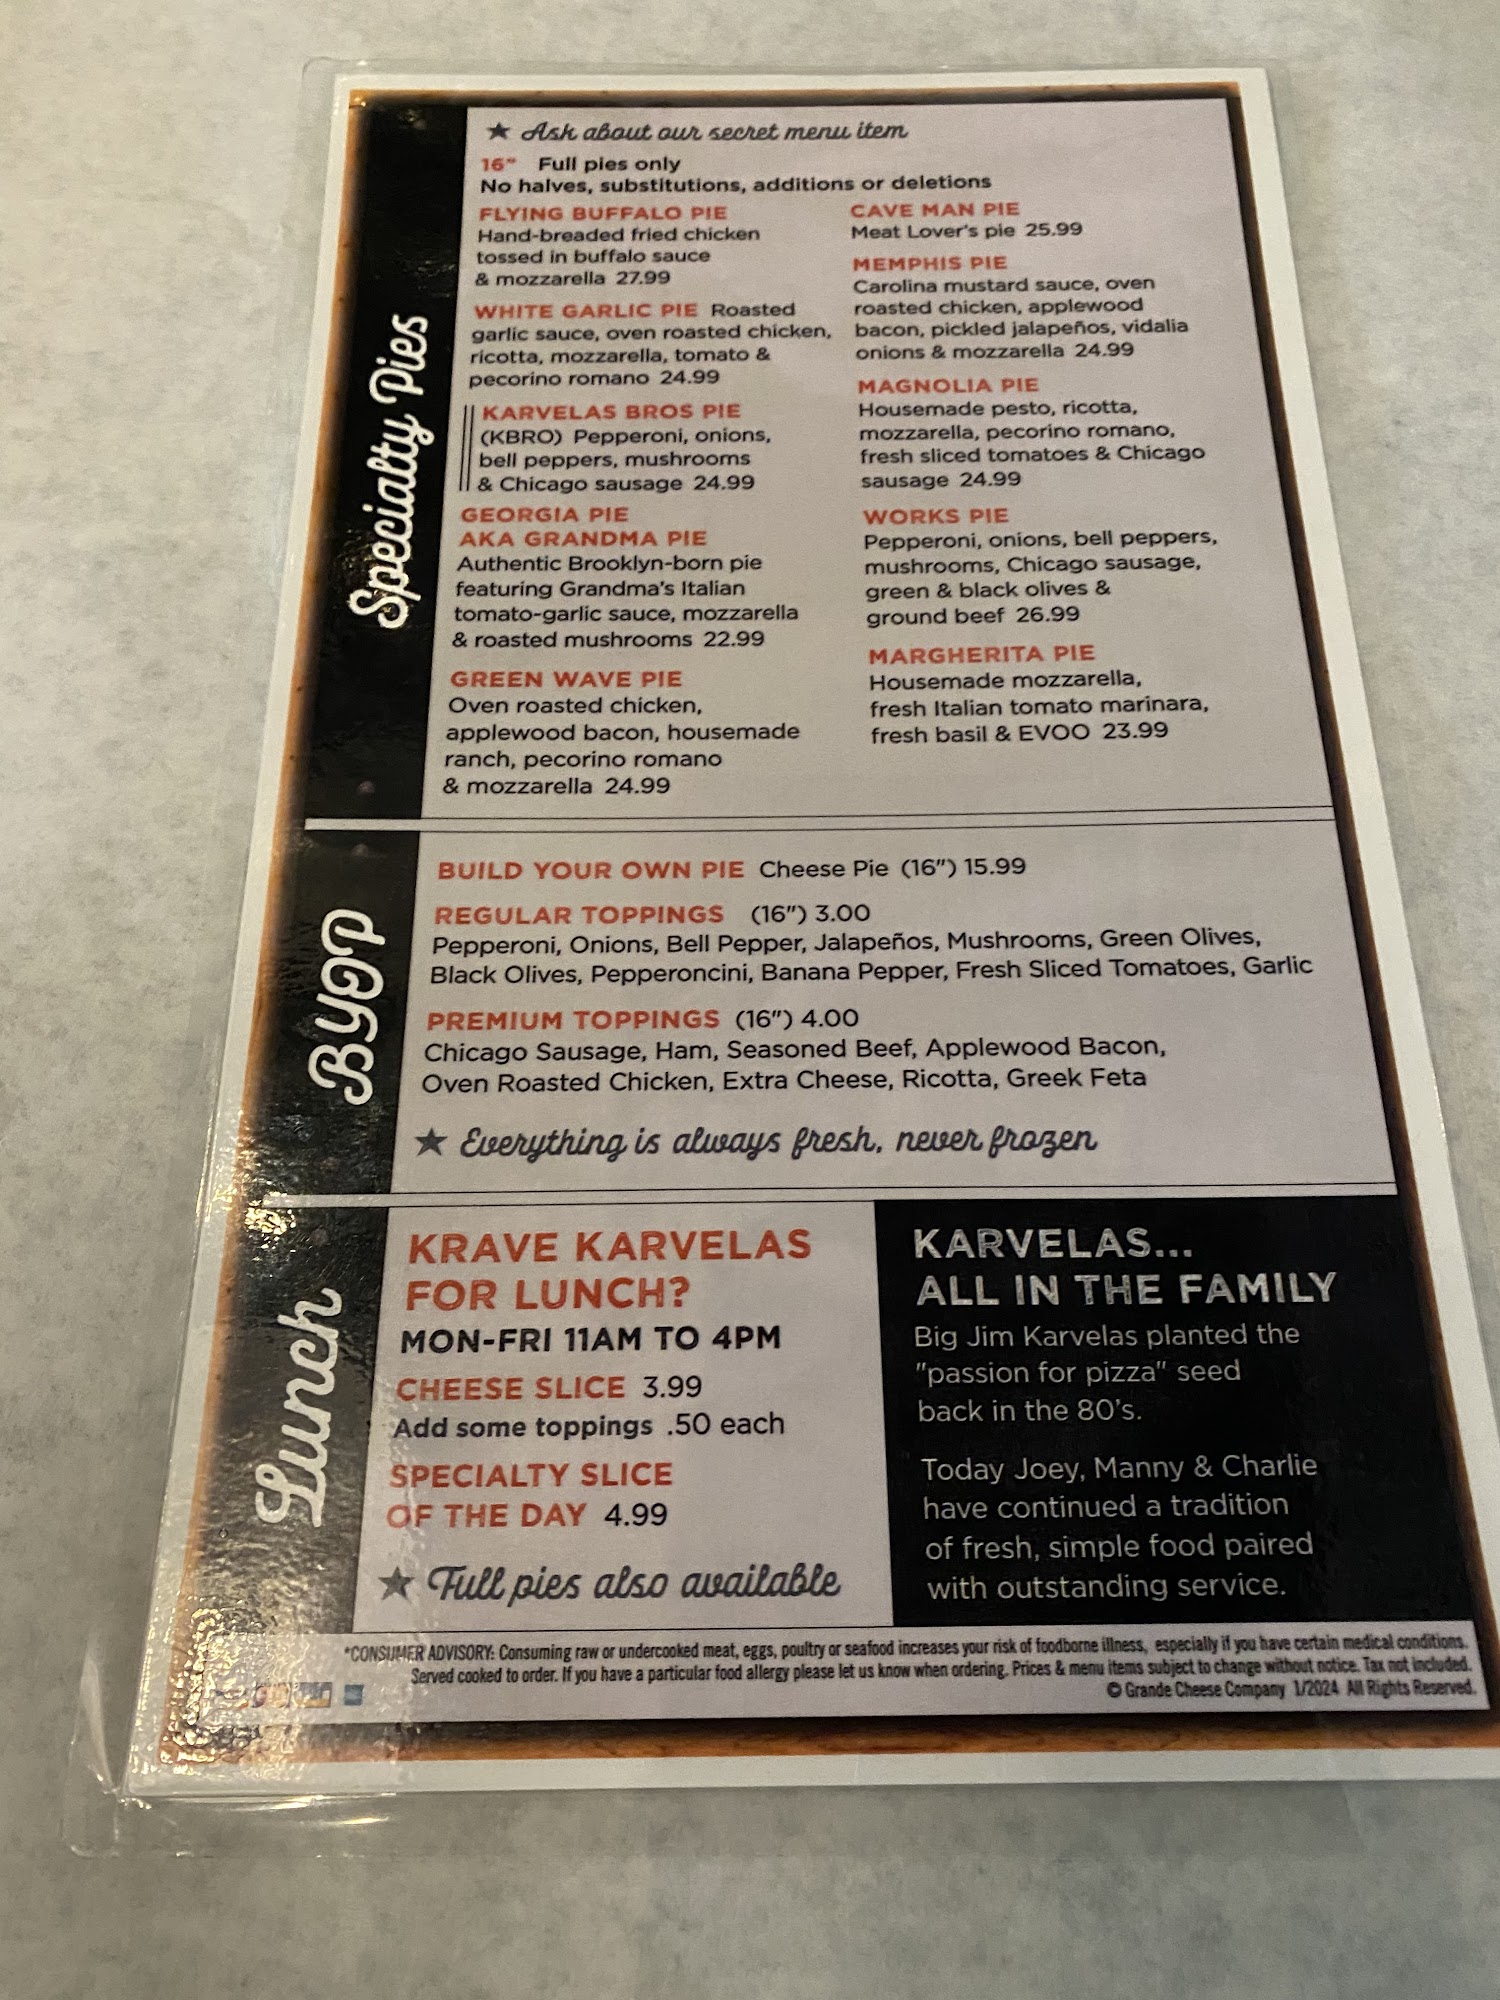 Specialty Pies
★ Ask about our secret menu item
16" Full pies only
No halves, substitutions, additions or deletions
FLYING BUFFALO PIE
Hand-breaded fried chicken
tossed in buffalo sauce
& mozzarella 27.99
WHITE GARLIC PIE Roasted
garlic sauce, oven roasted chicken,
ricotta, mozzarella, tomato &
pecorino romano 24.99
KARVELAS BROS PIE
(KBRO) Pepperoni, onions,
bell peppers, mushrooms
& Chicago sausage 24.99
GEORGIA PIE
AKA GRANDMA PIE
Authentic Brooklyn-born pie
featuring Grandma's Italian
tomato-garlic sauce, mozzarella
& roasted mushrooms 22.99
GREEN WAVE PIE
Oven roasted chicken,
applewood bacon, housemade
ranch, pecorino romano
& mozzarella 24.99
CAVE MAN PIE
Meat Lover's pie 25.99
MEMPHIS PIE
Carolina mustard sauce, oven
roasted chicken, applewood
bacon, pickled jalapeños, vidalia
onions & mozzarella 24.99
MAGNOLIA PIE
Housemade pesto, ricotta,
mozzarella, pecorino romano,
fresh sliced tomatoes & Chicago
sausage 24.99
WORKS PIE
Pepperoni, onions, bell peppers,
mushrooms, Chicago sausage,
green & black olives &
ground beef 26.99
MARGHERITA PIE
Housemade mozzarella,
fresh Italian tomato marinara,
fresh basil & EVOO 23.99
BYOP
BUILD YOUR OWN PIE Cheese Pie (16") 15.99
REGULAR TOPPINGS (16") 3.00
Pepperoni, Onions, Bell Pepper, Jalapeños, Mushrooms, Green Olives,
Black Olives, Pepperoncini, Banana Pepper, Fresh Sliced Tomatoes, Garlic
PREMIUM TOPPINGS (16") 4.00
Chicago Sausage, Ham, Seasoned Beef, Applewood Bacon,
Oven Roasted Chicken, Extra Cheese, Ricotta, Greek Feta
★ Everything is always fresh, never frozen
Lunch
KRAVE KARVELAS
FOR LUNCH?
MON-FRI 11AM TO 4PM
CHEESE SLICE 3.99
Add some toppings .50 each
SPECIALTY SLICE
OF THE DAY 4.99
★ Full pies also available
KARVELAS...
ALL IN THE FAMILY
Big Jim Karvelas planted the
"passion for pizza" seed
back in the 80's.
Today Joey, Manny & Charlie
have continued a tradition
of fresh, simple food paired
with outstanding service.
*CONSUMER ADVISORY: Consuming raw or undercooked meat, eggs, poultry or seafood increases your risk of foodborne illness, especially if you have certain medical conditions.
Served cooked to order. If you have a particular food allergy please let us know when ordering. Prices & menu items subject to change without notice. Tax not included.
© Grande Cheese Company 1/2024 All Rights Reserved.